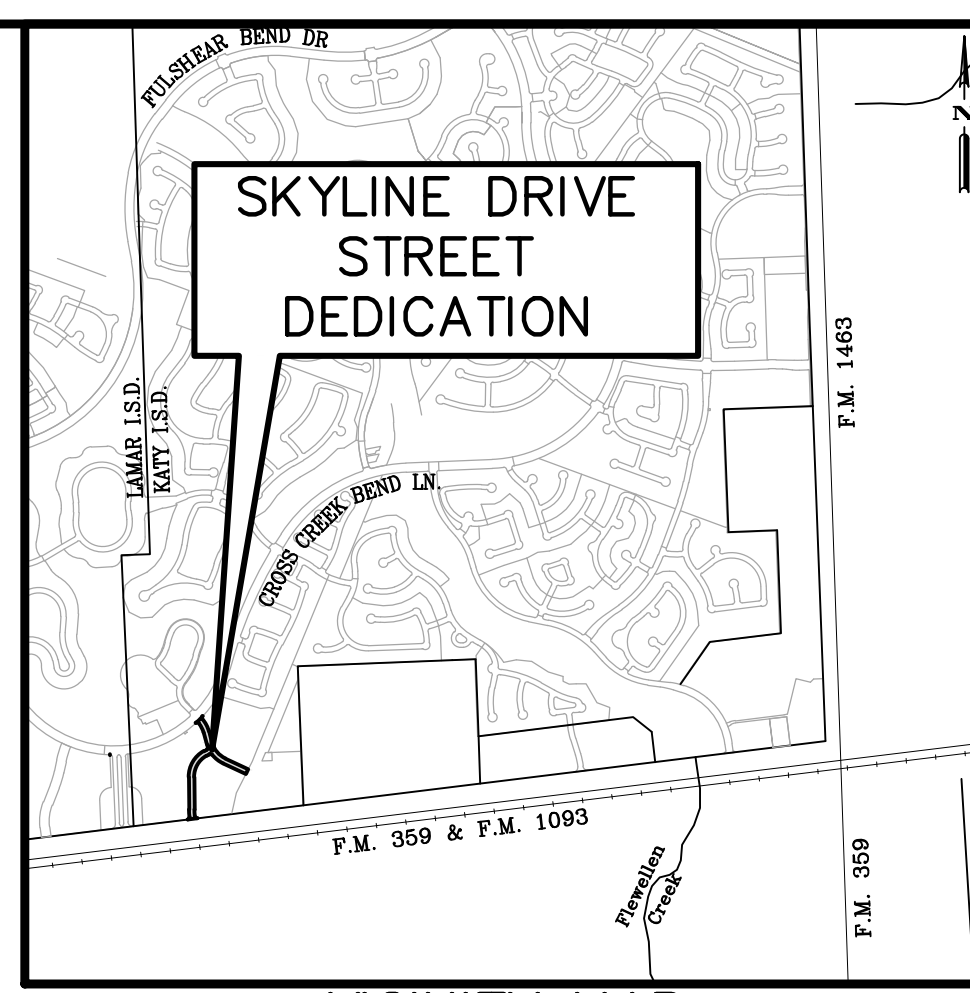 FULSHEAR BEND DR
N
SKYLINE DRIVE
STREET
DEDICATION
F.M. 1463
LAMAR I.S.D.
KATY I.S.D.
CROSS CREEK BEND LN.
F.M. 359 & F.M. 1093
F.M. 359
Flewellen
Creek